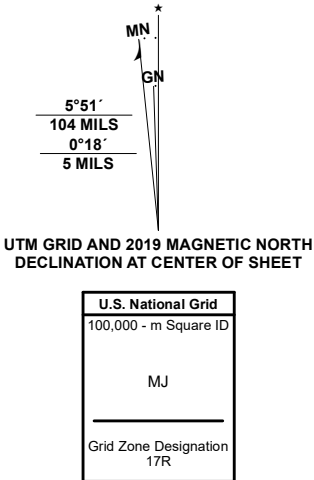 ★
MN
GN
5°51´
104 MILS
0°18´
5 MILS
UTM GRID AND 2019 MAGNETIC NORTH
DECLINATION AT CENTER OF SHEET
U.S. National Grid
100,000 - m Square ID
MJ
Grid Zone Designation
17R